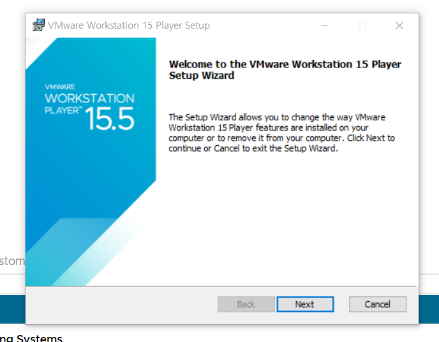 VMware Workstation 15 Player Setup
Welcome to the VMware Workstation 15 Player
Setup Wizard
VMWARE
WORKSTATION
PLAYER™ 15.5
The Setup Wizard allows you to change the way VMware
Workstation 15 Player features are installed on your
computer or to remove it from your computer. Click Next to
continue or Cancel to exit the Setup Wizard.
stom
Back Next Cancel
ng Systems